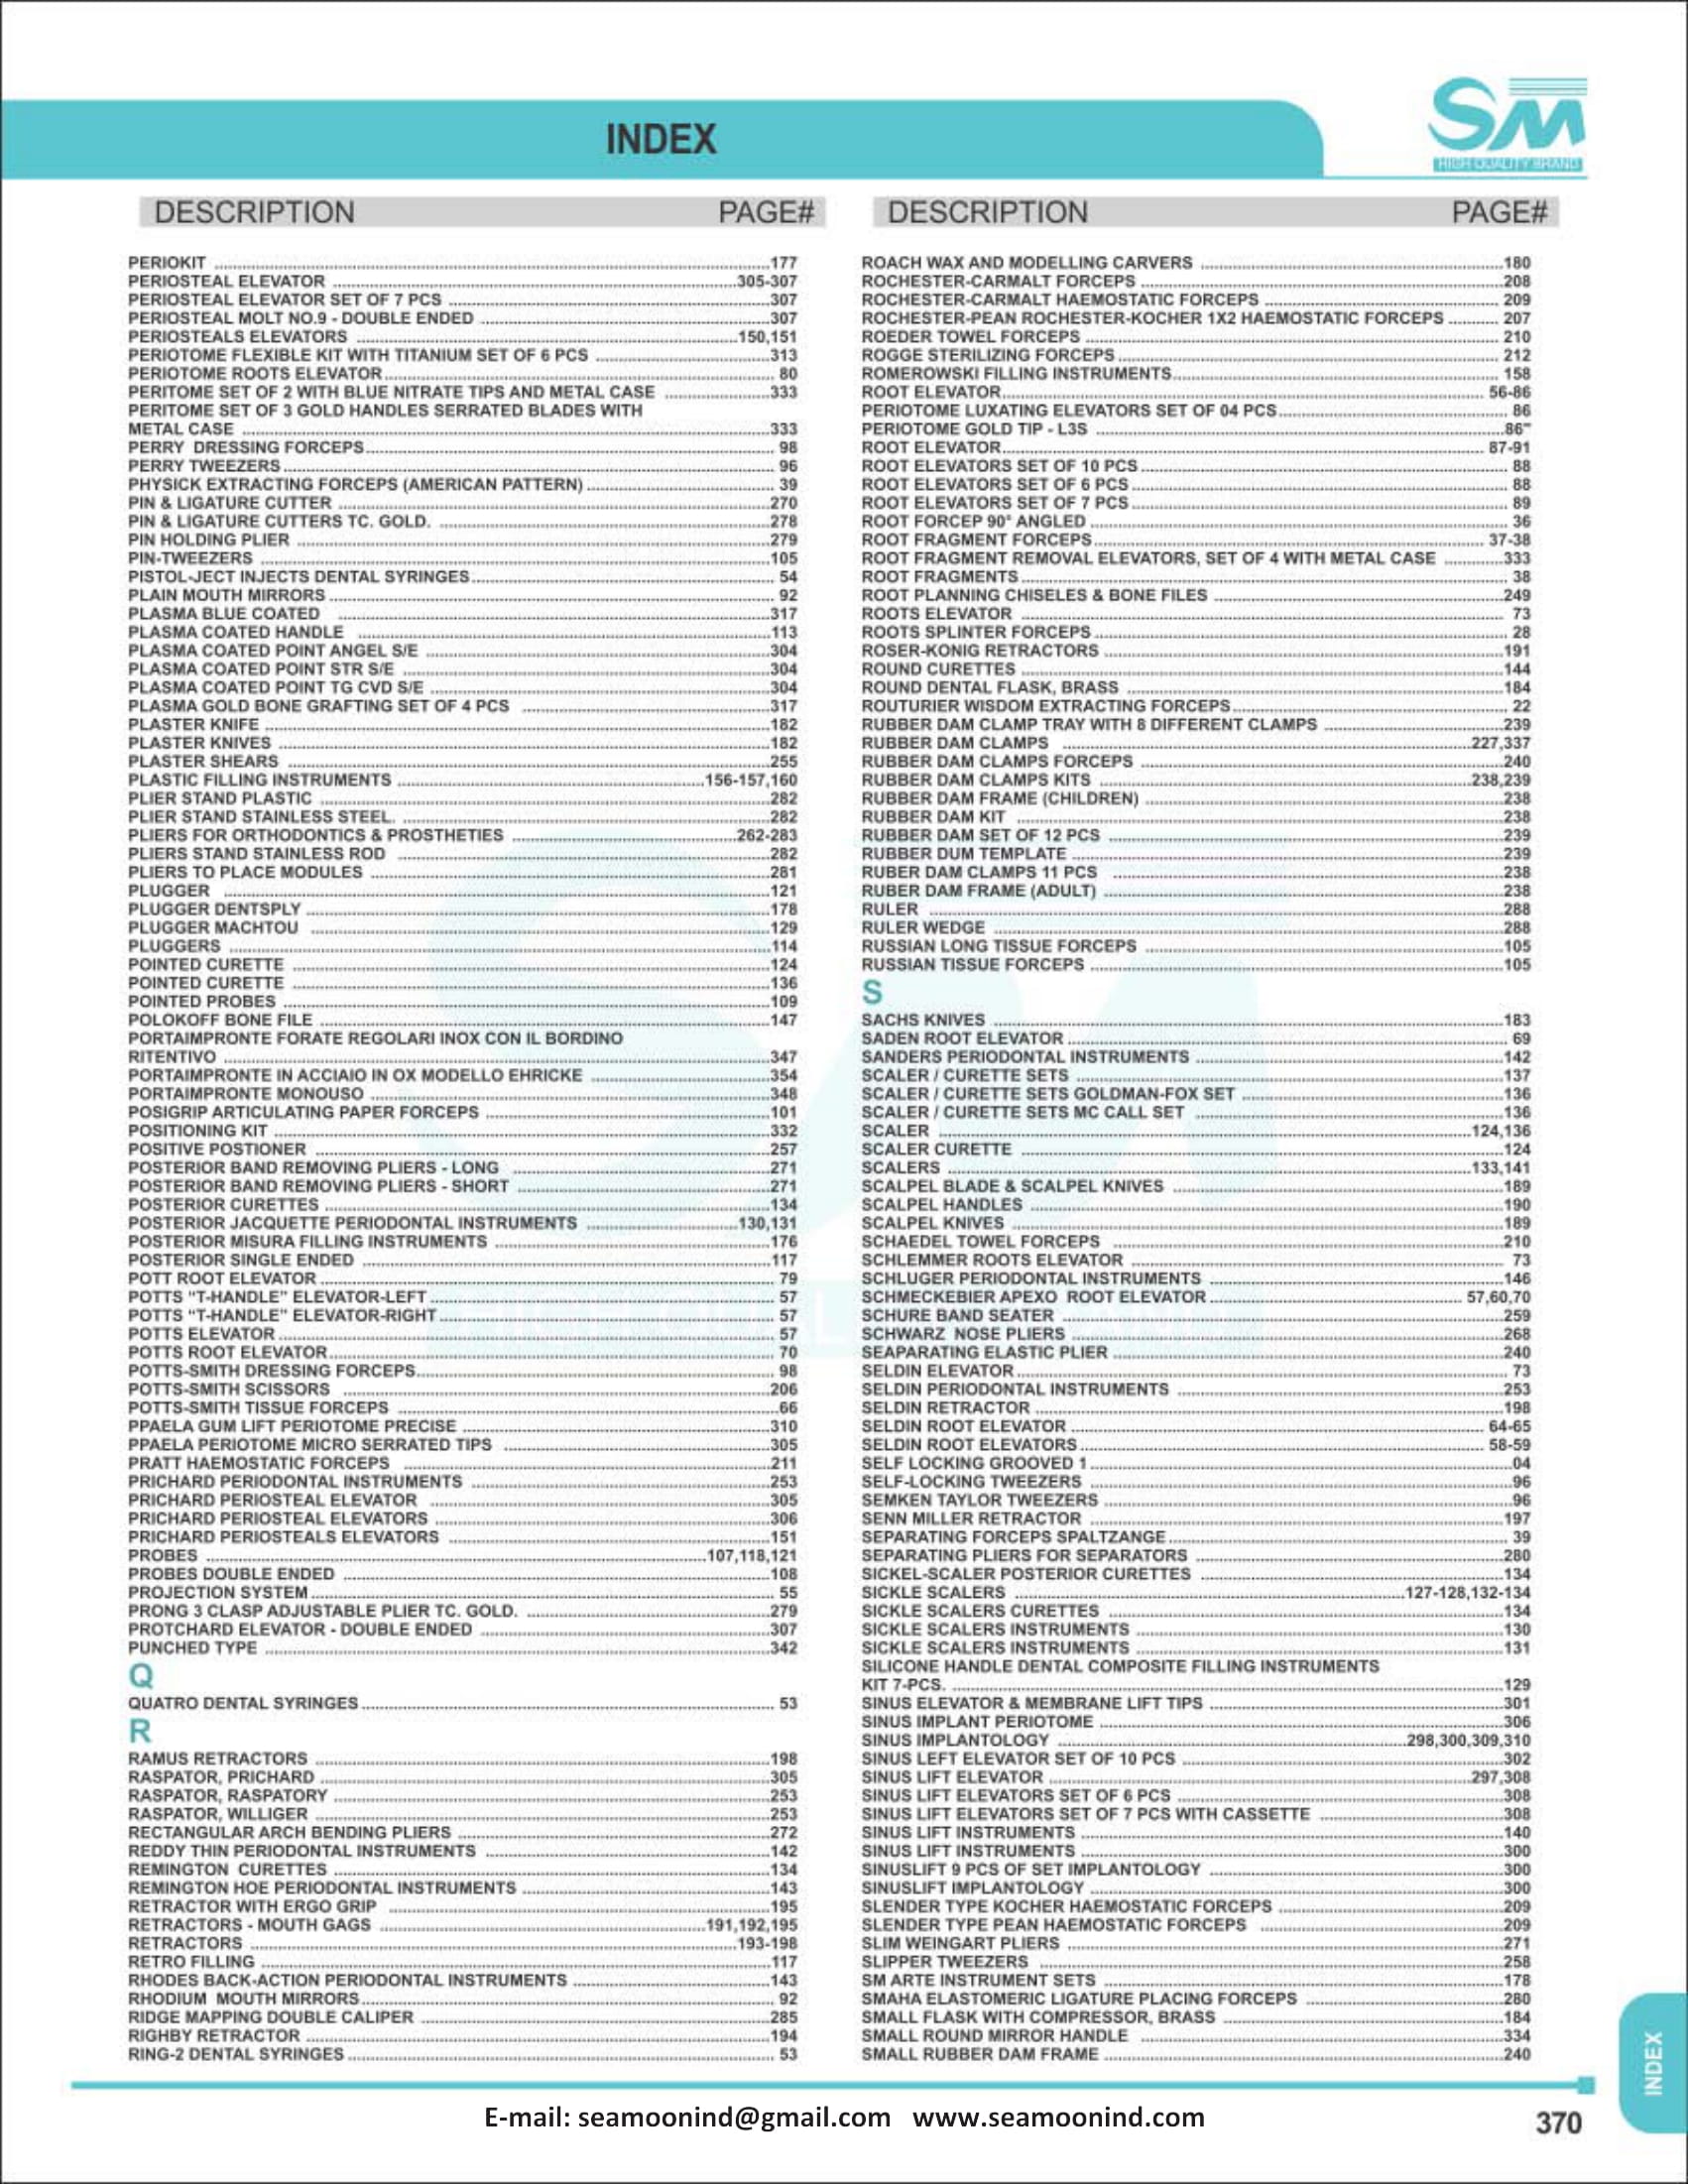 INDEX
SM
HIGH QUALITY BRAND
DESCRIPTION PAGE#
PERIOKIT 177
PERIOSTEAL ELEVATOR 305-307
PERIOSTEAL ELEVATOR SET OF 7 PCS 307
PERIOSTEAL MOLT NO.9 - DOUBLE ENDED 307
PERIOSTEALS ELEVATORS 150,151
PERIOTOME FLEXIBLE KIT WITH TITANIUM SET OF 6 PCS 313
PERIOTOME ROOTS ELEVATOR 80
PERITOME SET OF 2 WITH BLUE NITRATE TIPS AND METAL CASE 333
PERITOME SET OF 3 GOLD HANDLES SERRATED BLADES WITH
METAL CASE 333
PERRY DRESSING FORCEPS 98
PERRY TWEEZERS 96
PHYSICK EXTRACTING FORCEPS (AMERICAN PATTERN) 39
PIN & LIGATURE CUTTER 270
PIN & LIGATURE CUTTERS TC. GOLD. 278
PIN HOLDING PLIER 279
PIN-TWEEZERS 105
PISTOL-JECT INJECTS DENTAL SYRINGES 54
PLAIN MOUTH MIRRORS 92
PLASMA BLUE COATED 317
PLASMA COATED HANDLE 113
PLASMA COATED POINT ANGEL S/E 304
PLASMA COATED POINT STR S/E 304
PLASMA COATED POINT TG CVD S/E 304
PLASMA GOLD BONE GRAFTING SET OF 4 PCS 317
PLASTER KNIFE 182
PLASTER KNIVES 182
PLASTER SHEARS 255
PLASTIC FILLING INSTRUMENTS 156-157,160
PLIER STAND PLASTIC 282
PLIER STAND STAINLESS STEEL. 282
PLIERS FOR ORTHODONTICS & PROSTHETIES 262-283
PLIERS STAND STAINLESS ROD 282
PLIERS TO PLACE MODULES 281
PLUGGER 121
PLUGGER DENTSPLY 178
PLUGGER MACHTOU 129
PLUGGERS 114
POINTED CURETTE 124
POINTED CURETTE 136
POINTED PROBES 109
POLOKOFF BONE FILE 147
PORTAIMPRONTE FORATE REGOLARI INOX CON IL BORDINO
RITENTIVO 347
PORTAIMPRONTE IN ACCIAIO IN OX MODELLO EHRICKE 354
PORTAIMPRONTE MONOUSO 348
POSIGRIP ARTICULATING PAPER FORCEPS 101
POSITIONING KIT 332
POSITIVE POSTIONER 257
POSTERIOR BAND REMOVING PLIERS - LONG 271
POSTERIOR BAND REMOVING PLIERS - SHORT 271
POSTERIOR CURETTES 134
POSTERIOR JACQUETTE PERIODONTAL INSTRUMENTS 130,131
POSTERIOR MISURA FILLING INSTRUMENTS 176
POSTERIOR SINGLE ENDED 117
POTT ROOT ELEVATOR 79
POTTS “T-HANDLE” ELEVATOR-LEFT 57
POTTS “T-HANDLE” ELEVATOR-RIGHT 57
POTTS ELEVATOR 57
POTTS ROOT ELEVATOR 70
POTTS-SMITH DRESSING FORCEPS 98
POTTS-SMITH SCISSORS 206
POTTS-SMITH TISSUE FORCEPS 66
PPAELA GUM LIFT PERIOTOME PRECISE 310
PPAELA PERIOTOME MICRO SERRATED TIPS 305
PRATT HAEMOSTATIC FORCEPS 211
PRICHARD PERIODONTAL INSTRUMENTS 253
PRICHARD PERIOSTEAL ELEVATOR 305
PRICHARD PERIOSTEAL ELEVATORS 306
PRICHARD PERIOSTEALS ELEVATORS 151
PROBES 107,118,121
PROBES DOUBLE ENDED 108
PROJECTION SYSTEM 55
PRONG 3 CLASP ADJUSTABLE PLIER TC. GOLD. 279
PROTCHARD ELEVATOR - DOUBLE ENDED 307
PUNCHED TYPE 342
Q
QUATRO DENTAL SYRINGES 53
R
RAMUS RETRACTORS 198
RASPATOR, PRICHARD 305
RASPATOR, RASPATORY 253
RASPATOR, WILLIGER 253
RECTANGULAR ARCH BENDING PLIERS 272
REDDY THIN PERIODONTAL INSTRUMENTS 142
REMINGTON CURETTES 134
REMINGTON HOE PERIODONTAL INSTRUMENTS 143
RETRACTOR WITH ERGO GRIP 195
RETRACTORS - MOUTH GAGS 191,192,195
RETRACTORS 193-198
RETRO FILLING 117
RHODES BACK-ACTION PERIODONTAL INSTRUMENTS 143
RHODIUM MOUTH MIRRORS 92
RIDGE MAPPING DOUBLE CALIPER 285
RIGHBY RETRACTOR 194
RING-2 DENTAL SYRINGES 53
DESCRIPTION PAGE#
ROACH WAX AND MODELLING CARVERS 180
ROCHESTER-CARMALT FORCEPS 208
ROCHESTER-CARMALT HAEMOSTATIC FORCEPS 209
ROCHESTER-PEAN ROCHESTER-KOCHER 1X2 HAEMOSTATIC FORCEPS 207
ROEDER TOWEL FORCEPS 210
ROGGE STERILIZING FORCEPS 212
ROMEROWSKI FILLING INSTRUMENTS 158
ROOT ELEVATOR 56-86
PERIOTOME LUXATING ELEVATORS SET OF 04 PCS 86
PERIOTOME GOLD TIP - L3S 86"
ROOT ELEVATOR 87-91
ROOT ELEVATORS SET OF 10 PCS 88
ROOT ELEVATORS SET OF 6 PCS 88
ROOT ELEVATORS SET OF 7 PCS 89
ROOT FORCEP 90° ANGLED 36
ROOT FRAGMENT FORCEPS 37-38
ROOT FRAGMENT REMOVAL ELEVATORS, SET OF 4 WITH METAL CASE 333
ROOT FRAGMENTS 38
ROOT PLANNING CHISELES & BONE FILES 249
ROOTS ELEVATOR 73
ROOTS SPLINTER FORCEPS 28
ROSER-KONIG RETRACTORS 191
ROUND CURETTES 144
ROUND DENTAL FLASK, BRASS 184
ROUTURIER WISDOM EXTRACTING FORCEPS 22
RUBBER DAM CLAMP TRAY WITH 8 DIFFERENT CLAMPS 239
RUBBER DAM CLAMPS 227,337
RUBBER DAM CLAMPS FORCEPS 240
RUBBER DAM CLAMPS KITS 238,239
RUBBER DAM FRAME (CHILDREN) 238
RUBBER DAM KIT 238
RUBBER DAM SET OF 12 PCS 239
RUBBER DUM TEMPLATE 239
RUBER DAM CLAMPS 11 PCS 238
RUBER DAM FRAME (ADULT) 238
RULER 288
RULER WEDGE 288
RUSSIAN LONG TISSUE FORCEPS 105
RUSSIAN TISSUE FORCEPS 105
S
SACHS KNIVES 183
SADEN ROOT ELEVATOR 69
SANDERS PERIODONTAL INSTRUMENTS 142
SCALER / CURETTE SETS 137
SCALER / CURETTE SETS GOLDMAN-FOX SET 136
SCALER / CURETTE SETS MC CALL SET 136
SCALER 124,136
SCALER CURETTE 124
SCALERS 133,141
SCALPEL BLADE & SCALPEL KNIVES 189
SCALPEL HANDLES 190
SCALPEL KNIVES 189
SCHAEDEL TOWEL FORCEPS 210
SCHLEMMER ROOTS ELEVATOR 73
SCHLUGER PERIODONTAL INSTRUMENTS 146
SCHMECKEBIER APEXO ROOT ELEVATOR 57,60,70
SCHURE BAND SEATER 259
SCHWARZ NOSE PLIERS 268
SEAPARATING ELASTIC PLIER 240
SELDIN ELEVATOR 73
SELDIN PERIODONTAL INSTRUMENTS 253
SELDIN RETRACTOR 198
SELDIN ROOT ELEVATOR 64-65
SELDIN ROOT ELEVATORS 58-59
SELF LOCKING GROOVED 1 04
SELF-LOCKING TWEEZERS 96
SEMKEN TAYLOR TWEEZERS 96
SENN MILLER RETRACTOR 197
SEPARATING FORCEPS SPALTZANGE 39
SEPARATING PLIERS FOR SEPARATORS 280
SICKEL-SCALER POSTERIOR CURETTES 134
SICKLE SCALERS 127-128,132-134
SICKLE SCALERS CURETTES 134
SICKLE SCALERS INSTRUMENTS 130
SICKLE SCALERS INSTRUMENTS 131
SILICONE HANDLE DENTAL COMPOSITE FILLING INSTRUMENTS
KIT 7-PCS. 129
SINUS ELEVATOR & MEMBRANE LIFT TIPS 301
SINUS IMPLANT PERIOTOME 306
SINUS IMPLANTOLOGY 298,300,309,310
SINUS LEFT ELEVATOR SET OF 10 PCS 302
SINUS LIFT ELEVATOR 297,308
SINUS LIFT ELEVATORS SET OF 6 PCS 308
SINUS LIFT ELEVATORS SET OF 7 PCS WITH CASSETTE 308
SINUS LIFT INSTRUMENTS 140
SINUS LIFT INSTRUMENTS 300
SINUSLIFT 9 PCS OF SET IMPLANTOLOGY 300
SINUSLIFT IMPLANTOLOGY 300
SLENDER TYPE KOCHER HAEMOSTATIC FORCEPS 209
SLENDER TYPE PEAN HAEMOSTATIC FORCEPS 209
SLIM WEINGART PLIERS 271
SLIPPER TWEEZERS 258
SM ARTE INSTRUMENT SETS 178
SMAHA ELASTOMERIC LIGATURE PLACING FORCEPS 280
SMALL FLASK WITH COMPRESSOR, BRASS 184
SMALL ROUND MIRROR HANDLE 334
SMALL RUBBER DAM FRAME 240
INDEX
E-mail: seamoonind@gmail.com www.seamoonind.com
370